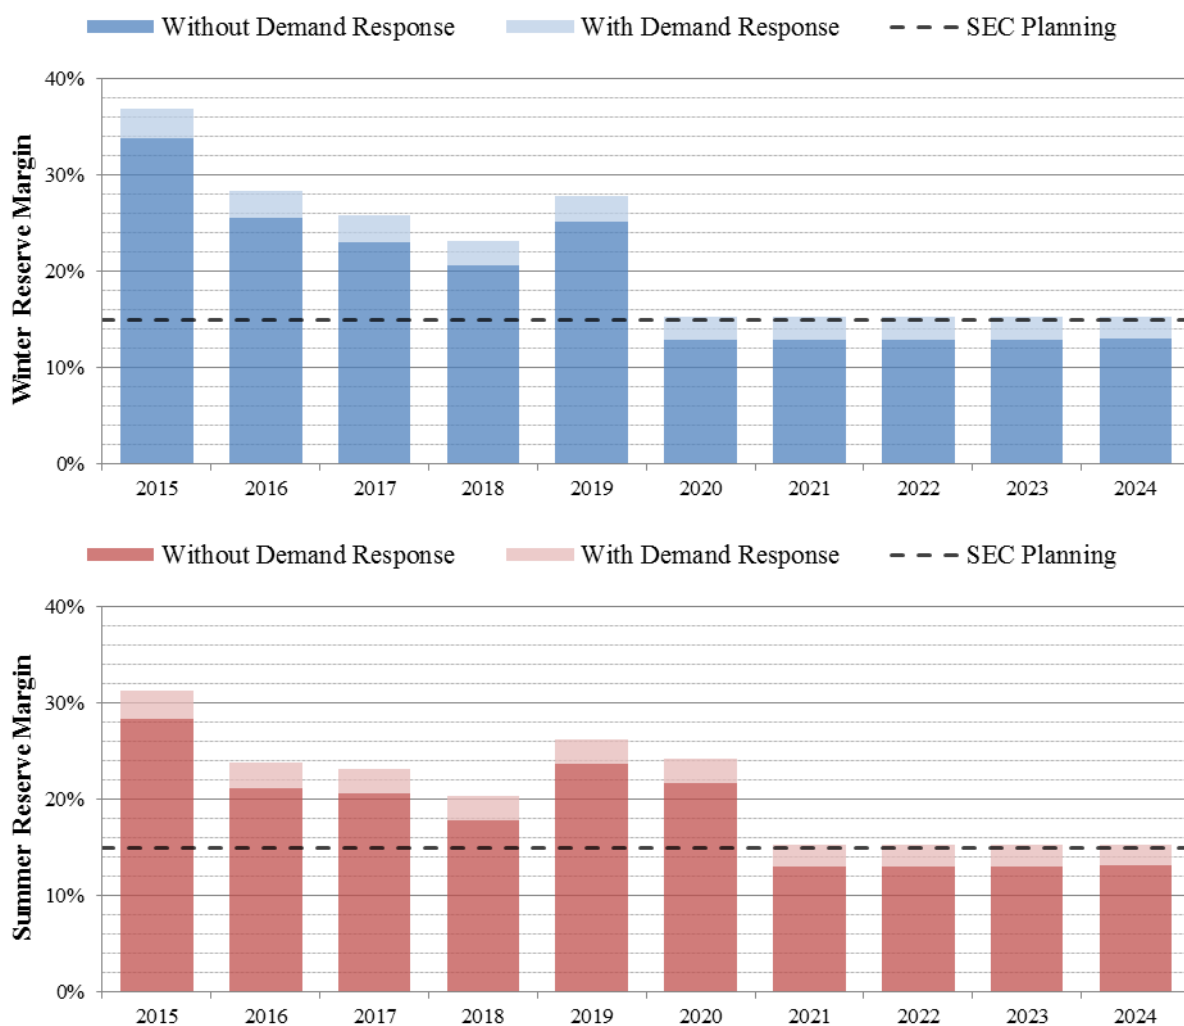 Without Demand Response With Demand Response SEC Planning
Winter Reserve Margin
40%
30%
20%
10%
0%
2015 2016 2017 2018 2019 2020 2021 2022 2023 2024
Without Demand Response With Demand Response SEC Planning
Summer Reserve Margin
40%
30%
20%
10%
0%
2015 2016 2017 2018 2019 2020 2021 2022 2023 2024